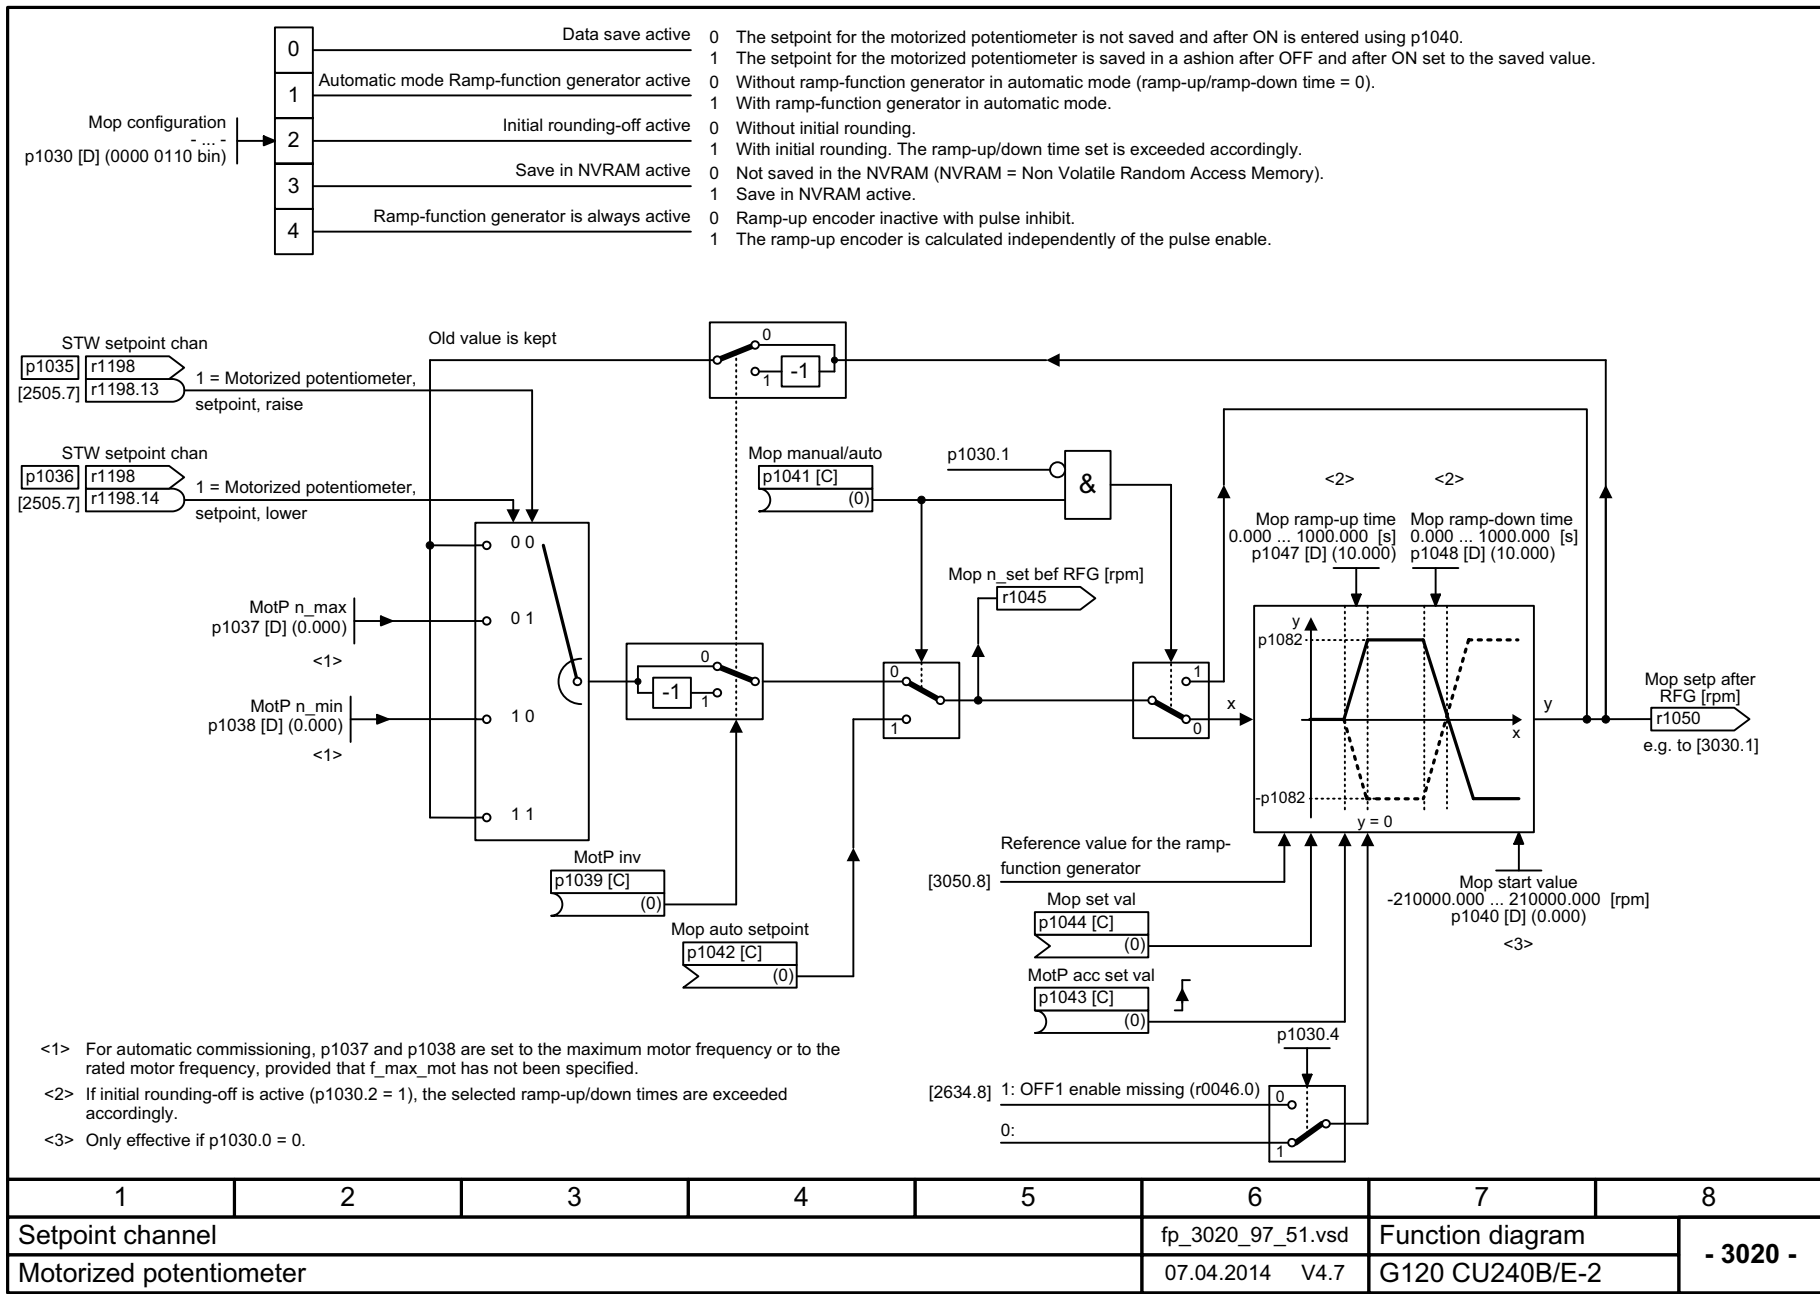 0
Data save active
0 The setpoint for the motorized potentiometer is not saved and after ON is entered using p1040.
1 The setpoint for the motorized potentiometer is saved in a ashion after OFF and after ON set to the saved value.
1
Automatic mode Ramp-function generator active
0 Without ramp-function generator in automatic mode (ramp-up/ramp-down time = 0).
1 With ramp-function generator in automatic mode.
Mop configuration
- ... -
p1030 [D] (0000 0110 bin)
2
Initial rounding-off active
0 Without initial rounding.
1 With initial rounding. The ramp-up/down time set is exceeded accordingly.
3
Save in NVRAM active
0 Not saved in the NVRAM (NVRAM = Non Volatile Random Access Memory).
1 Save in NVRAM active.
4
Ramp-function generator is always active
0 Ramp-up encoder inactive with pulse inhibit.
1 The ramp-up encoder is calculated independently of the pulse enable.
STW setpoint chan
p1035 r1198
[2505.7] r1198.13
1 = Motorized potentiometer,
setpoint, raise
Old value is kept
0
1
-1
STW setpoint chan
p1036 r1198
[2505.7] r1198.14
1 = Motorized potentiometer,
setpoint, lower
Mop manual/auto
p1041 [C]
(0)
p1030.1
&
<2>
<2>
Mop ramp-up time
0.000 ... 1000.000 [s]
p1047 [D] (10.000)
Mop ramp-down time
0.000 ... 1000.000 [s]
p1048 [D] (10.000)
0 0
0 1
1 0
1 1
MotP n_max
p1037 [D] (0.000)
<1>
MotP n_min
p1038 [D] (0.000)
<1>
0
-1
1
Mop n_set bef RFG [rpm]
r1045
0
1
1
0
x
y
p1082
-p1082
x
y = 0
y
Mop setp after
RFG [rpm]
r1050
e.g. to [3030.1]
MotP inv
p1039 [C]
(0)
Mop auto setpoint
p1042 [C]
(0)
Reference value for the ramp-
function generator
[3050.8]
Mop set val
p1044 [C]
(0)
MotP acc set val
p1043 [C]
(0)
Mop start value
-210000.000 ... 210000.000 [rpm]
p1040 [D] (0.000)
<3>
p1030.4
[2634.8] 1: OFF1 enable missing (r0046.0)
0:
0
1
<1> For automatic commissioning, p1037 and p1038 are set to the maximum motor frequency or to the
rated motor frequency, provided that f_max_mot has not been specified.
<2> If initial rounding-off is active (p1030.2 = 1), the selected ramp-up/down times are exceeded
accordingly.
<3> Only effective if p1030.0 = 0.
1 2 3 4 5 6 7 8
Setpoint channel
fp_3020_97_51.vsd
Function diagram
- 3020 -
Motorized potentiometer
07.04.2014 V4.7
G120 CU240B/E-2